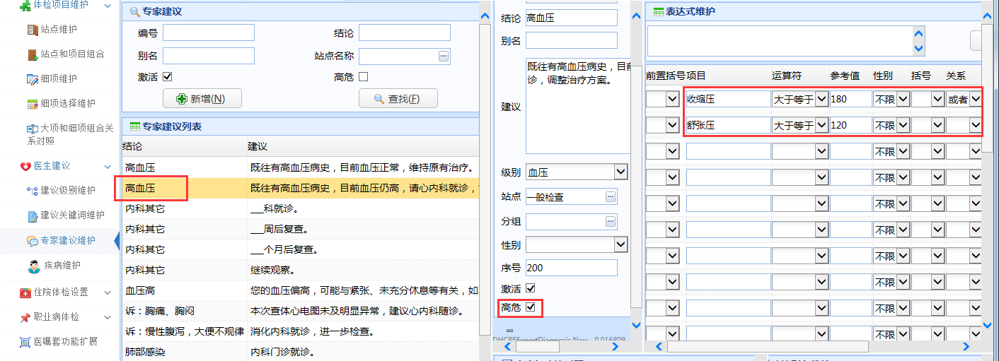 体检项目维护
站点维护
站点和项目组合
细项维护
细项选择维护
大项和细项组合关
系对照
医生建议
建议级别维护
建议关键词维护
专家建议维护
疾病维护
住院体检设置
职业病体检
医嘱套功能扩展
专家建议
编号
结论
别名
站点名称
激活
高危
新增(N)
查找(F)
专家建议列表
结论 建议
高血压 既往有高血压病史，目前血压正常，维持原有治疗。
高血压 既往有高血压病史，目前血压仍高，请心内科就诊，
内科其它 ___科就诊。
内科其它 ___周后复查。
内科其它 ___个月后复查。
内科其它 继续观察。
血压高 您的血压偏高，可能与紧张、未充分休息等有关，如
诉：胸痛、胸闷 本次查体心电图未及明显异常，建议心内科随诊。
诉：慢性腹泻，大便不规律 消化内科就诊，进一步检查。
肺部感染 内科门诊就诊。
结论 高血压
别名
建议
既往有高血压病史，目前
诊，调整治疗方案。
级别 血压
站点 一般检查
分组
性别
序号 200
激活
高危
表达式维护
前置括号 项目 运算符 参考值 性别 括号 关系
收缩压 大于等于 180 不限 或者
舒张压 大于等于 120 不限
不限
不限
不限
不限
不限
不限
不限
不限